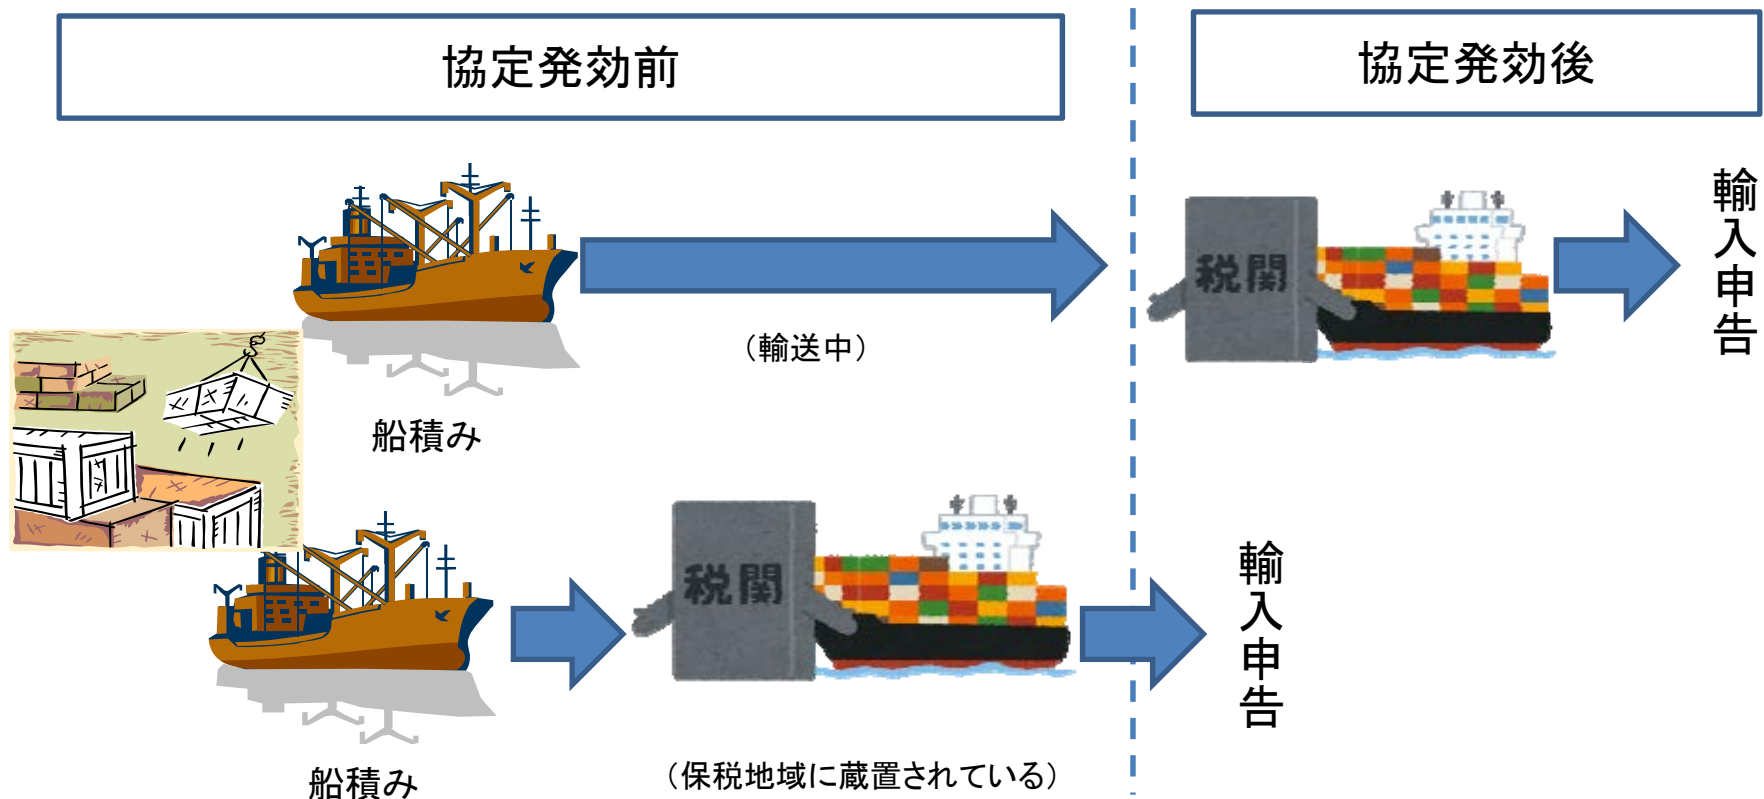 協定発効前
協定発効後
税関
輸入申告
(輸送中)
船積み
税関
輸入申告
船積み
(保税地域に蔵置されている)